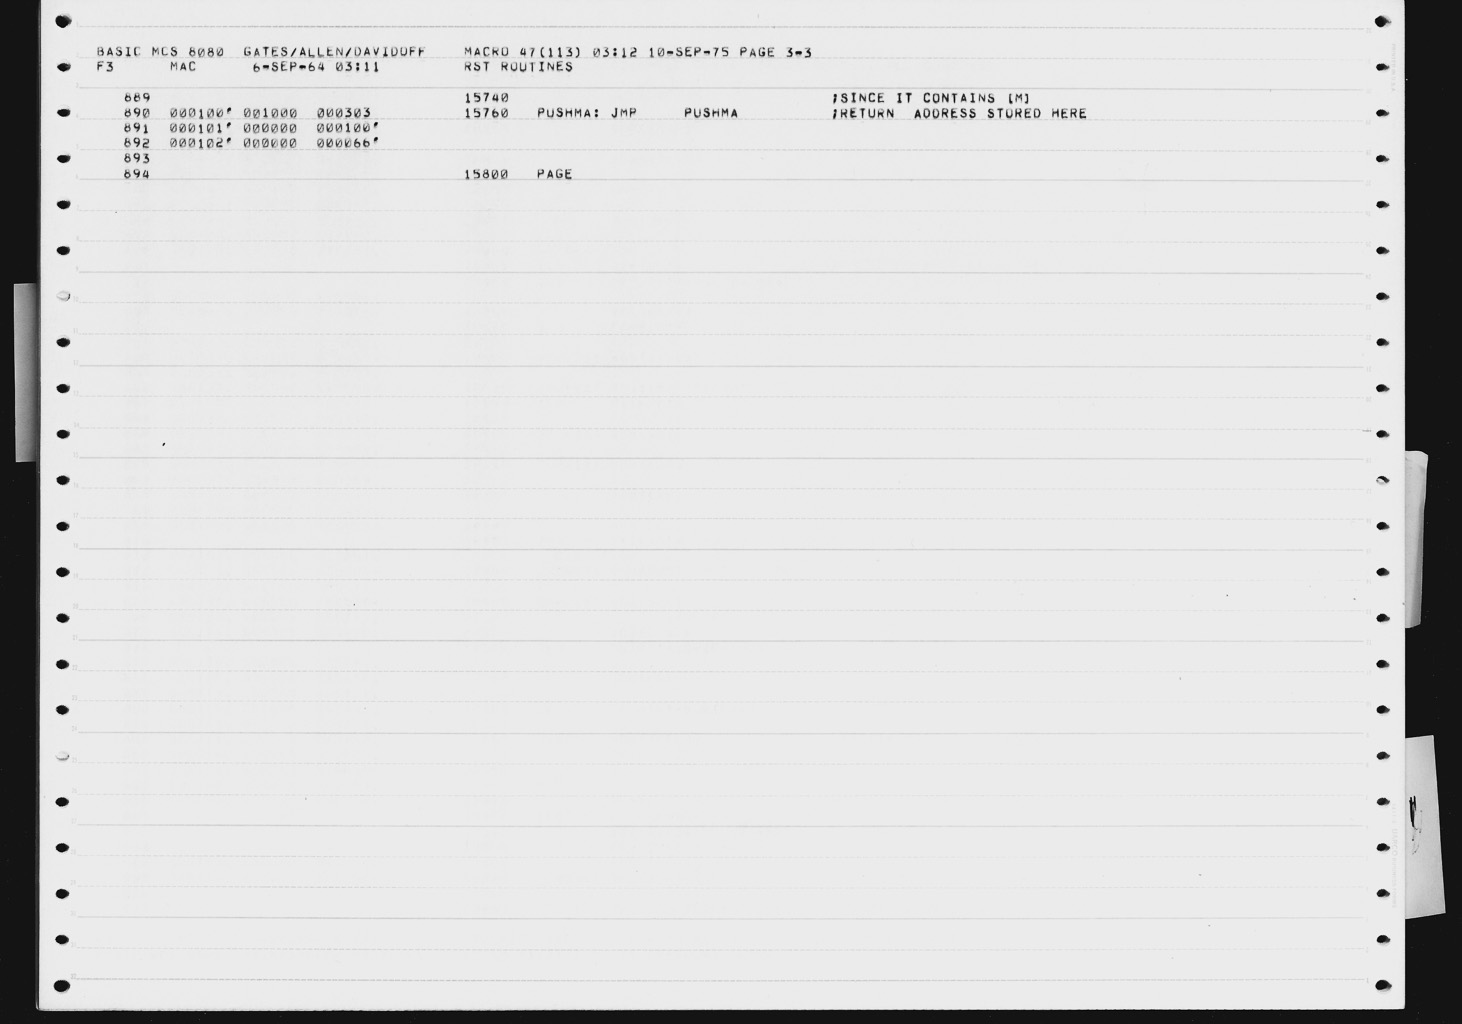 BASIC MCS 8080  GATES/ALLEN/DAVIDOFF    MACRO 47(113) 03:12 10-SEP-75 PAGE 3-3
F3      MAC      6-SEP-64 03:11         RST ROUTINES
889                                     15740                                   ;SINCE IT CONTAINS [M]
890  000100' 001000  000303             15760   PUSHMA: JMP     PUSHMA          ;RETURN  ADDRESS STORED HERE
891  000101' 000000  000100'
892  000102' 000000  000066'
893
894                                     15800   PAGE